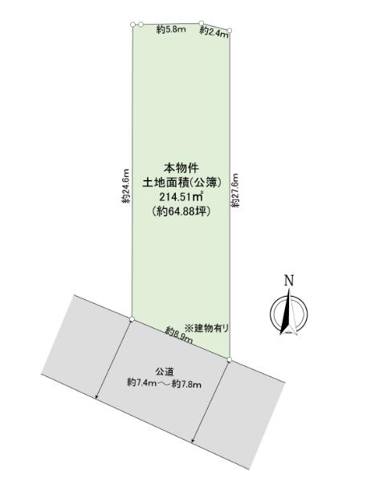 約5.8m
約2.4m
約24.6m
約27.6m
本物件
土地面積(公簿)
214.51㎡
(約64.88坪)
※建物有り
約8.9m
公道
約7.4m～約7.8m
N